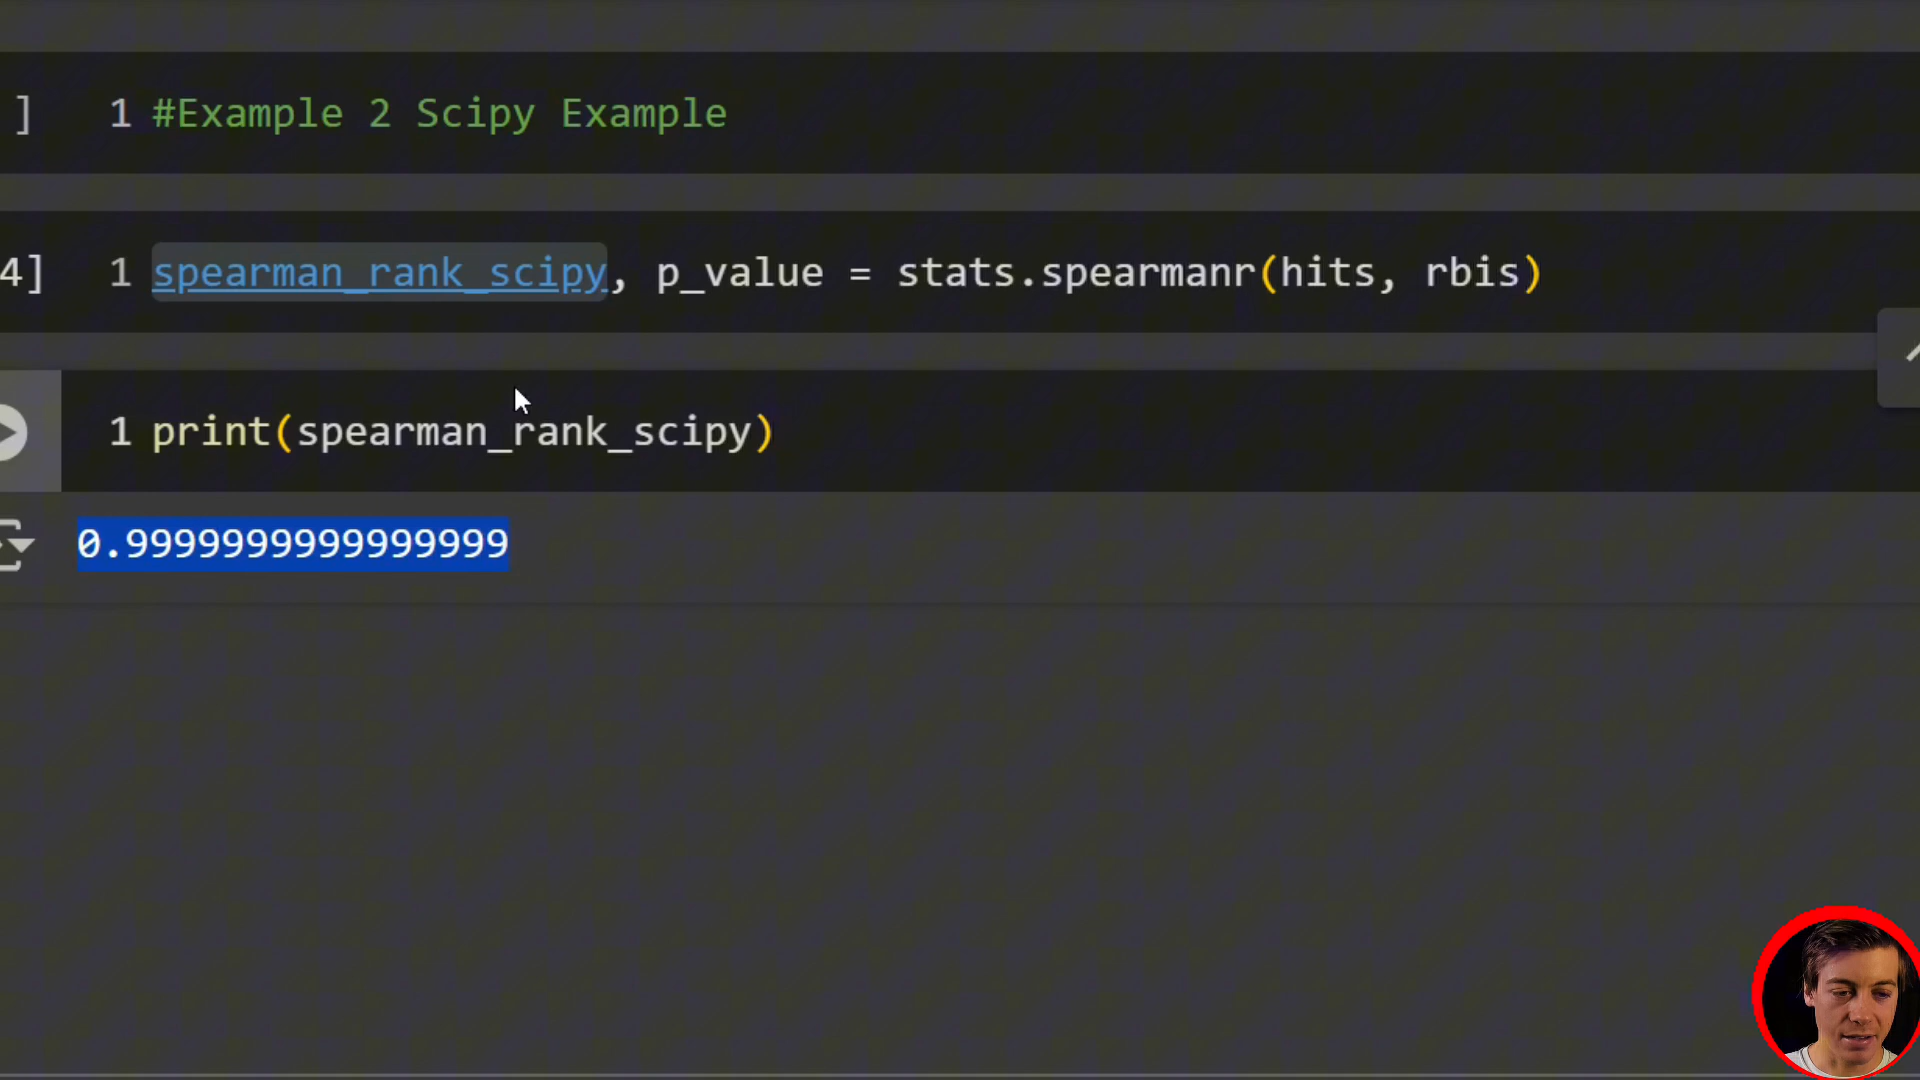 ] 1 #Example 2 Scipy Example
4] 1 spearman_rank_scipy, p_value = stats.spearmanr(hits, rbis)
1 print(spearman_rank_scipy)
0.9999999999999999